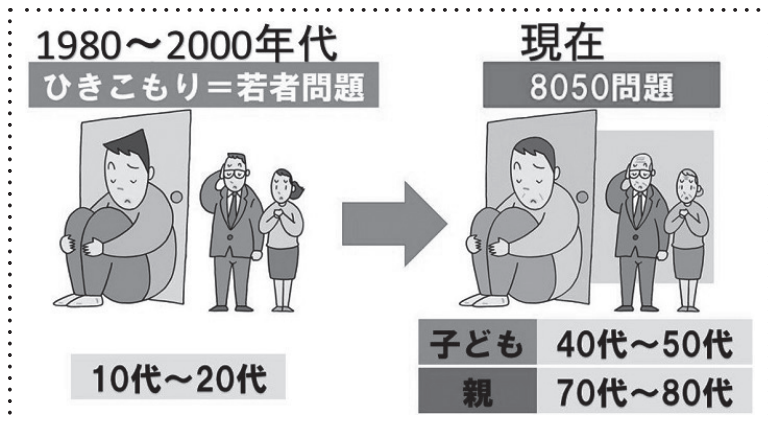 1980～2000年代
ひきこもり＝若者問題
10代～20代
現在
8050問題
子ども 40代～50代
親 70代～80代